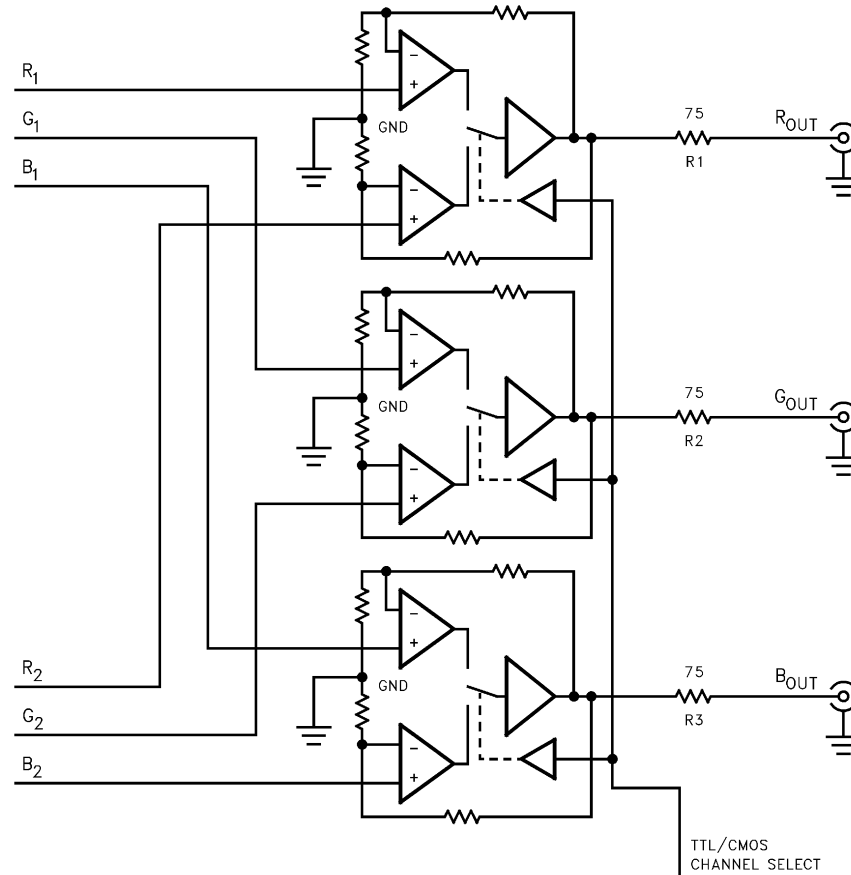 R1
G1
B1
GND
75
R1
ROUT
GND
75
R2
GOUT
R2
G2
B2
GND
75
R3
BOUT
TTL/CMOS
CHANNEL SELECT